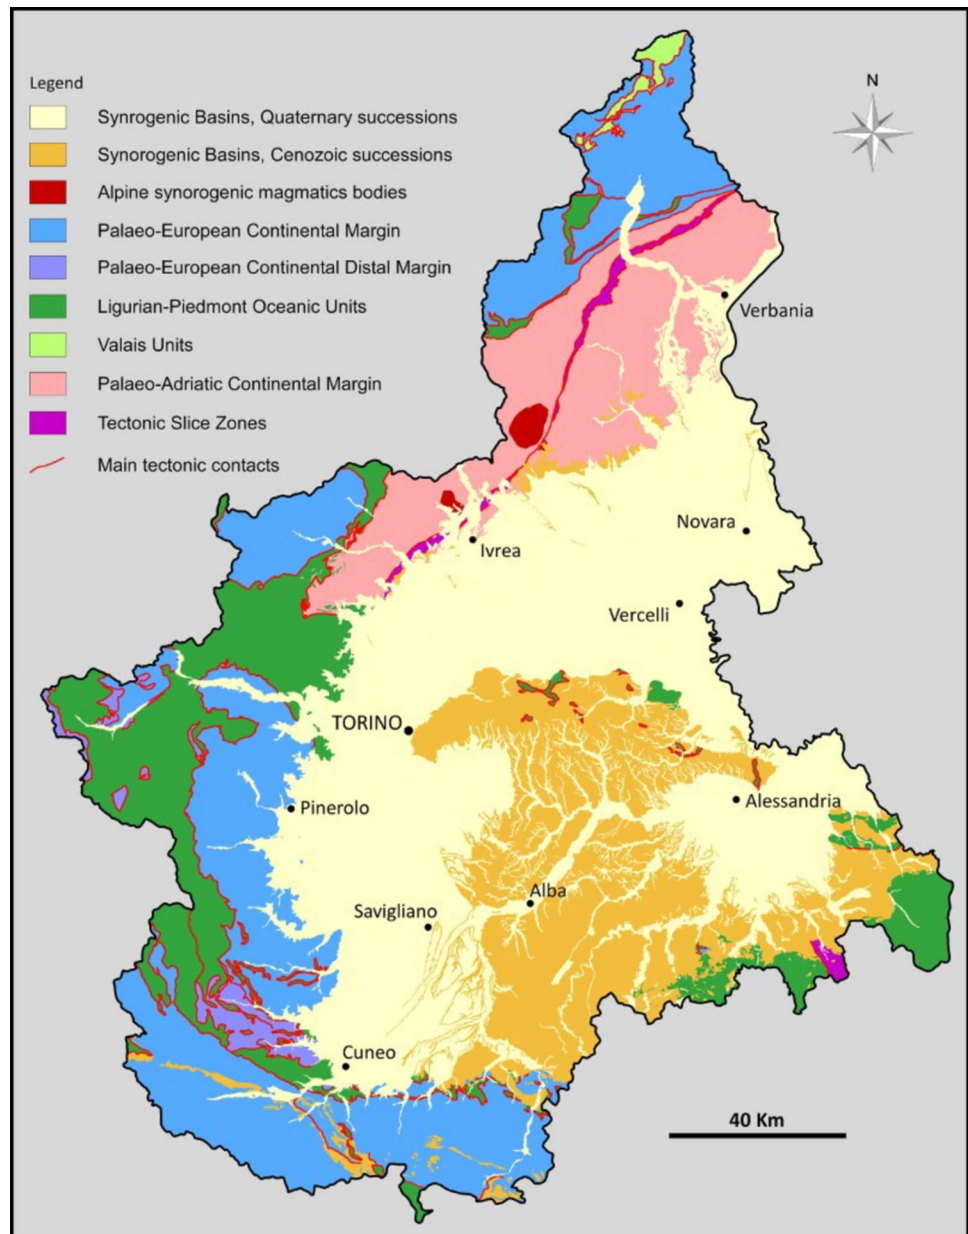 Legend
N
Synrogenic Basins, Quaternary successions
Synorogenic Basins, Cenozoic successions
Alpine synorogenic magmatics bodies
Palaeo-European Continental Margin
Palaeo-European Continental Distal Margin
Ligurian-Piedmont Oceanic Units
Valais Units
Palaeo-Adriatic Continental Margin
Tectonic Slice Zones
Main tectonic contacts
Verbania
Novara
Ivrea
Vercelli
TORINO
Pinerolo
Alessandria
Alba
Savigliano
Cuneo
40 Km